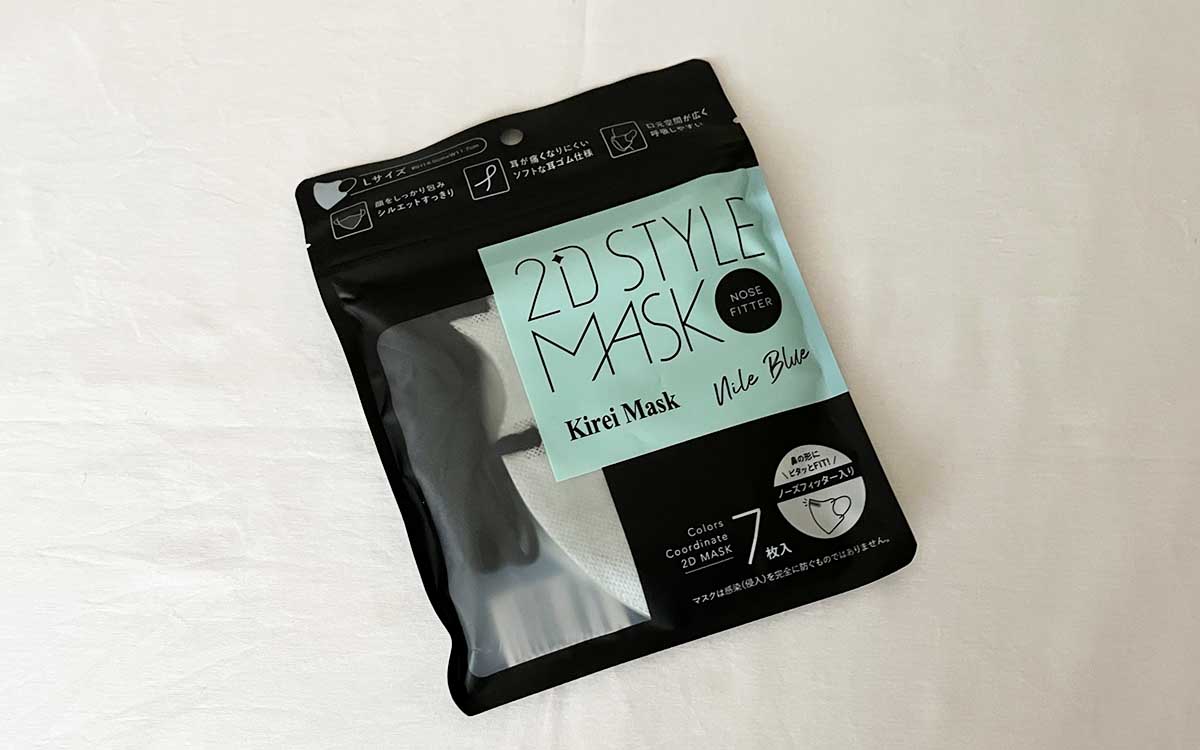 Lサイズ
顔をしっかり包み
シルエットすっきり
耳が痛くなりにくい
ソフトな耳ゴム仕様
口元空間が広く
呼吸しやすい
2D STYLE
MASK
NOSE
FITTER
Kirei Mask
Nile Blue
鼻の形に
\ ピタッとFIT! /
ノーズフィッター入り
Colors
Coordinate
2D MASK
7枚入
マスクは感染(侵入)を完全に防ぐものではありません。